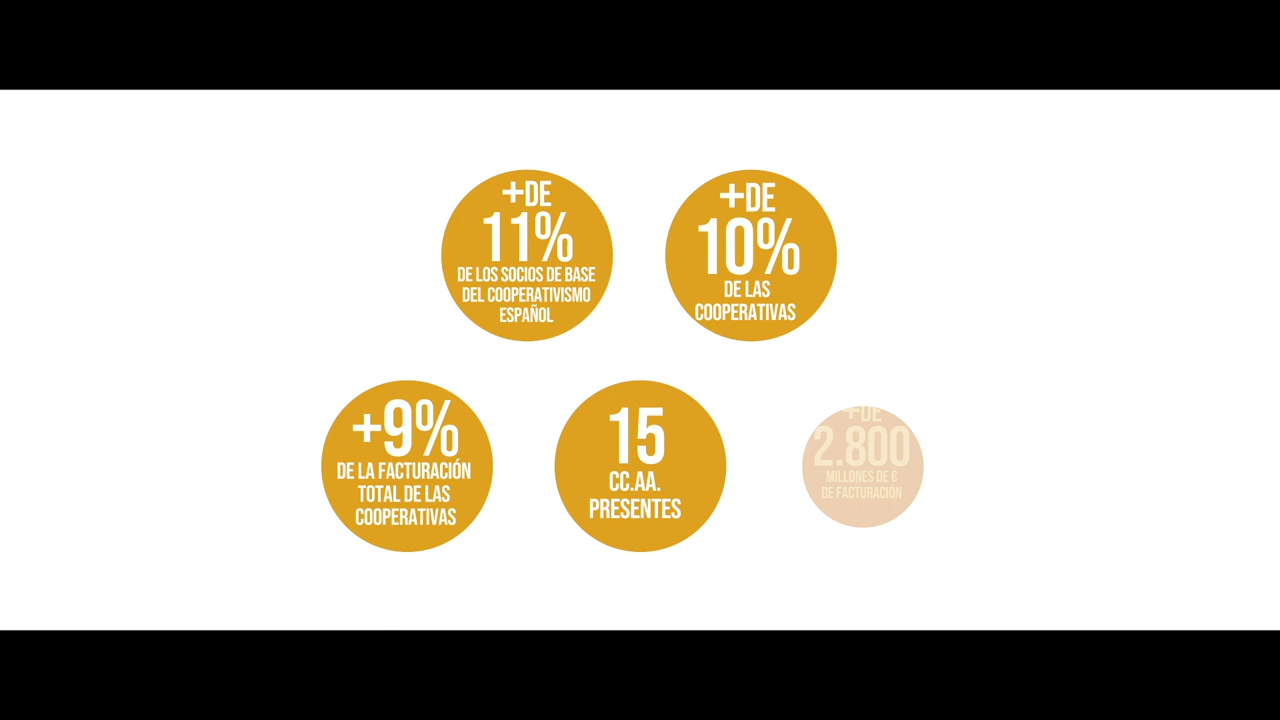 +DE
11%
DE LOS SOCIOS DE BASE
DEL COOPERATIVISMO
ESPAÑOL
+DE
10%
DE LAS
COOPERATIVAS
+9%
DE LA FACTURACIÓN
TOTAL DE LAS
COOPERATIVAS
15
CC.AA.
PRESENTES
+DE
2.800
MILLONES DE €
DE FACTURACIÓN